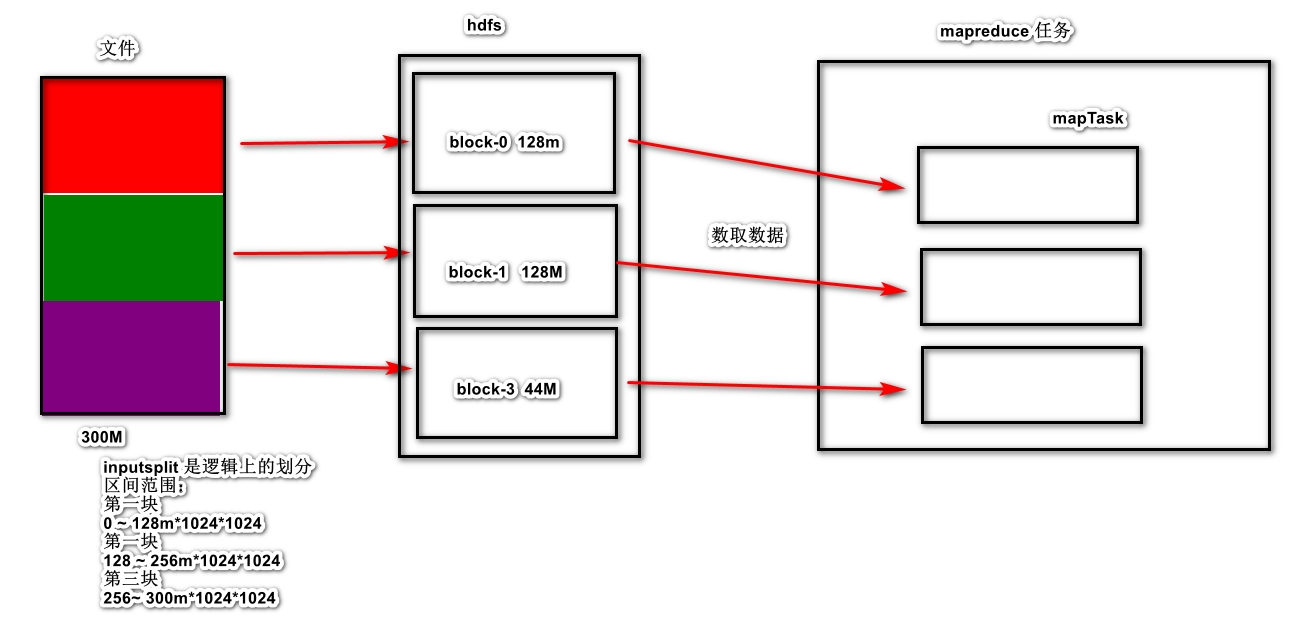 文件
hdfs
mapreduce 任务
block-0 128m
mapTask
数取数据
block-1 128M
block-3 44M
300M
inputsplit 是逻辑上的划分
区间范围：
第一块
0 ~ 128m*1024*1024
第一块
128 ~ 256m*1024*1024
第三块
256~ 300m*1024*1024